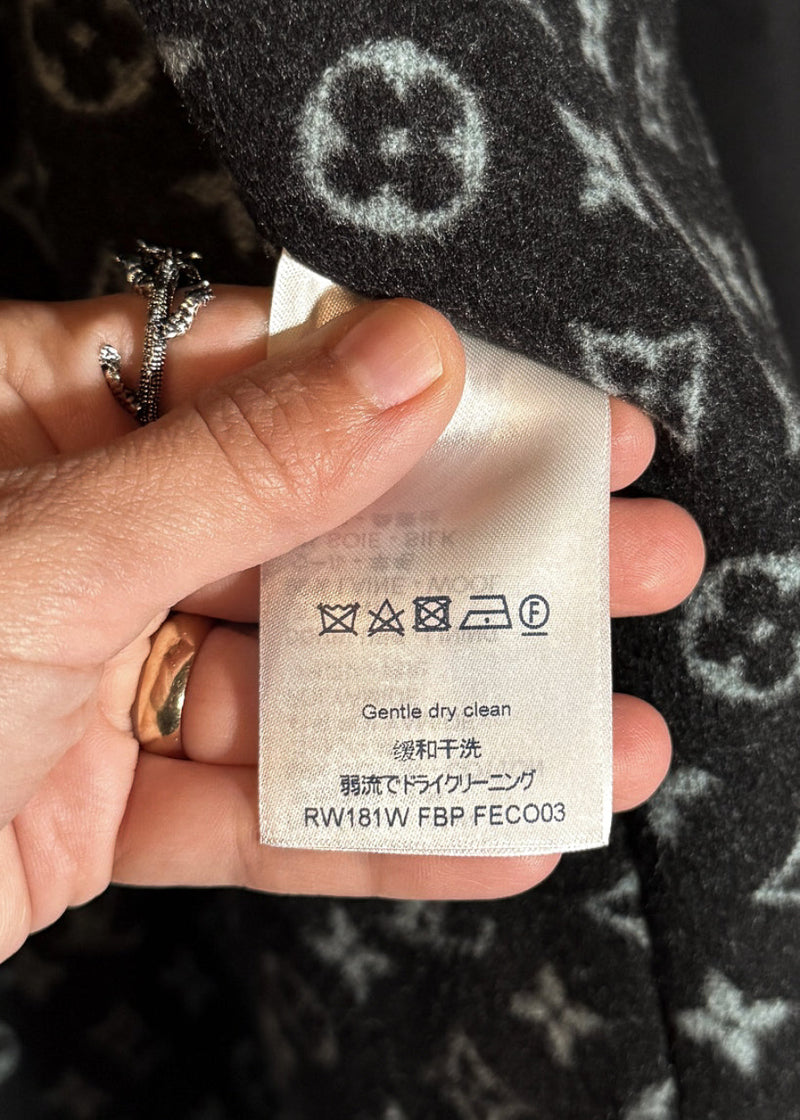 F
Gentle dry clean
缓和干洗
弱流でドライクリーニング
RW181W FBP FECO03